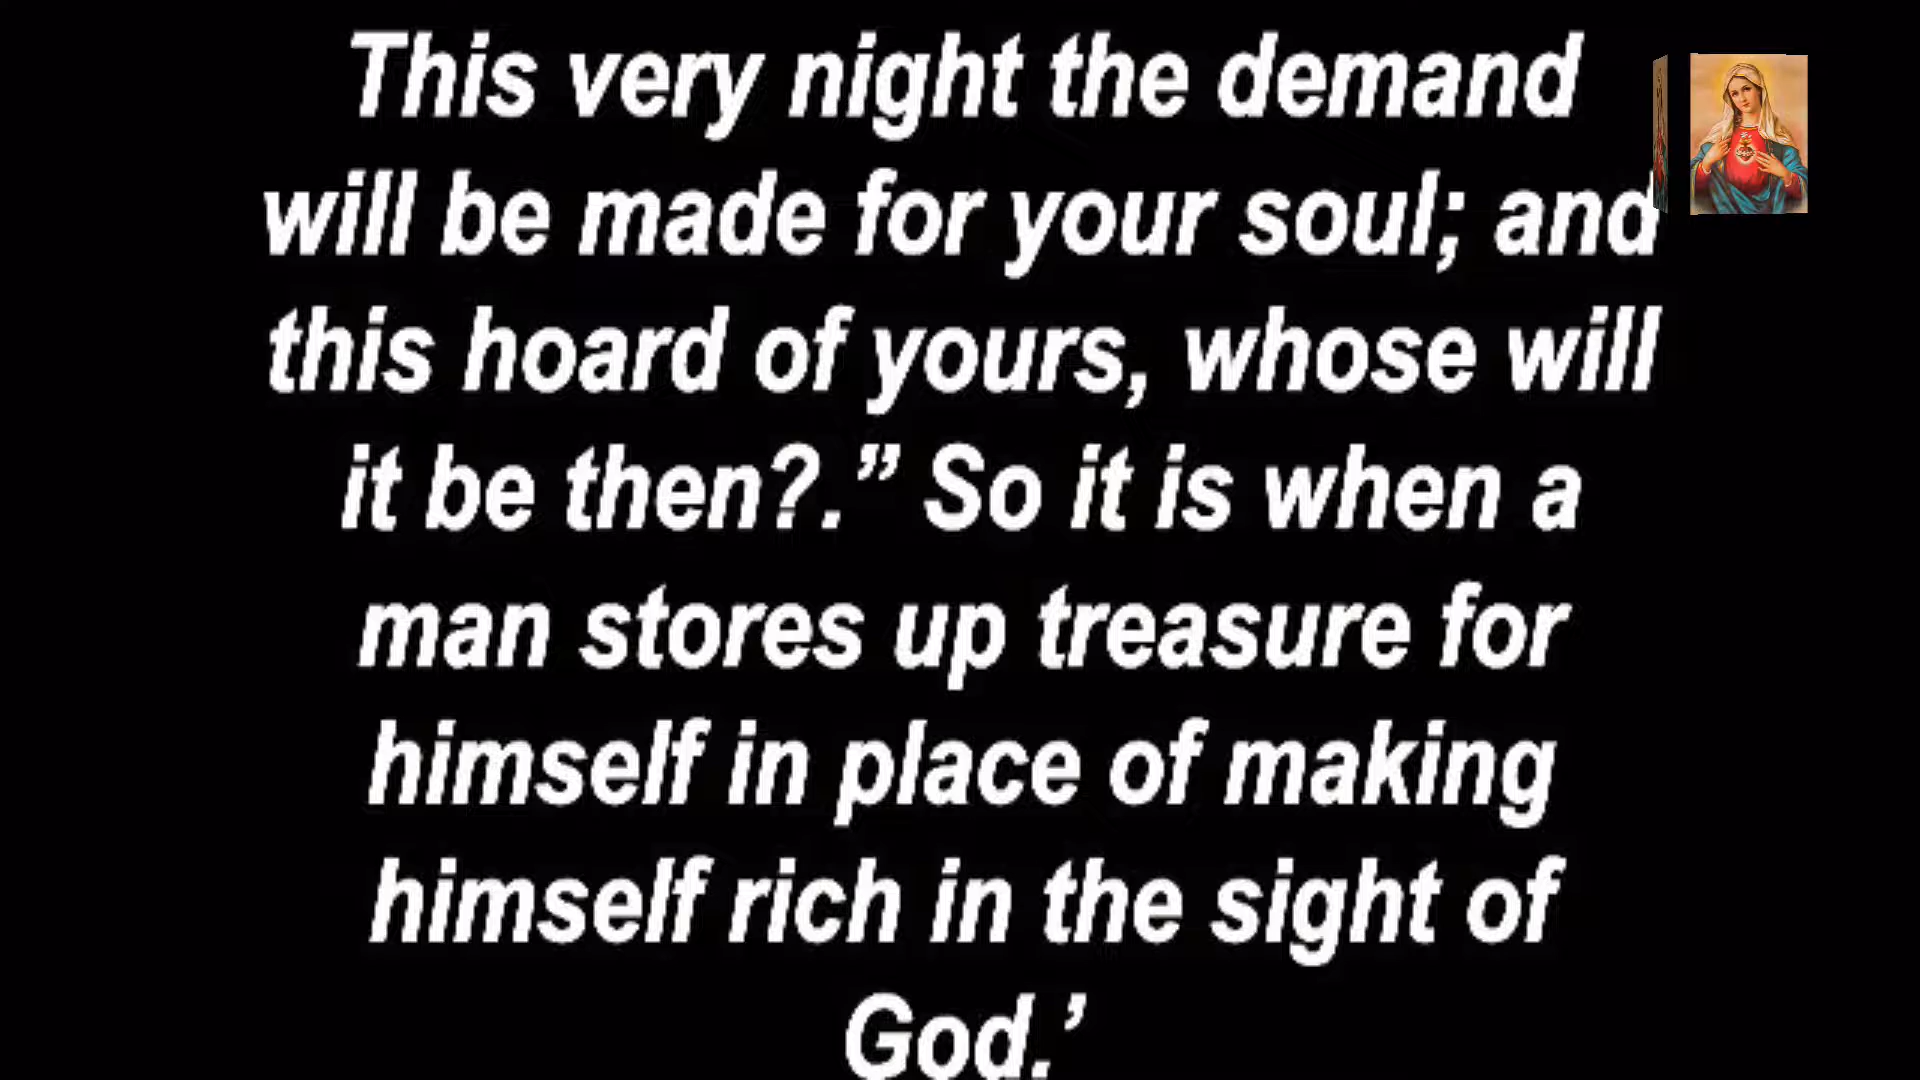 This very night the demand
will be made for your soul; and
this hoard of yours, whose will
it be then?.” So it is when a
man stores up treasure for
himself in place of making
himself rich in the sight of
God.’